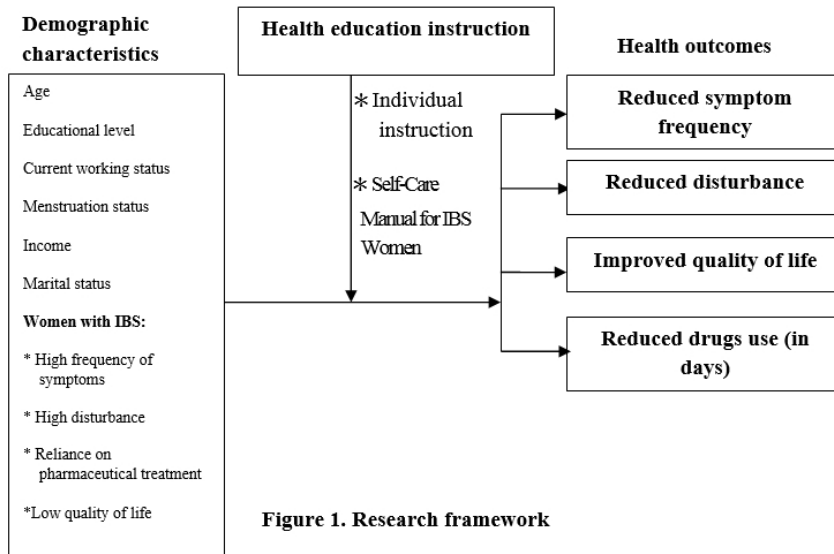 Demographic
characteristics
Age
Educational level
Current working status
Menstruation status
Income
Marital status
Women with IBS:
* High frequency of
symptoms
* High disturbance
* Reliance on
pharmaceutical treatment
*Low quality of life
Health education instruction
* Individual
instruction
* Self-Care
Manual for IBS
Women
Health outcomes
Reduced symptom
frequency
Reduced disturbance
Improved quality of life
Reduced drugs use (in
days)
Figure 1. Research framework